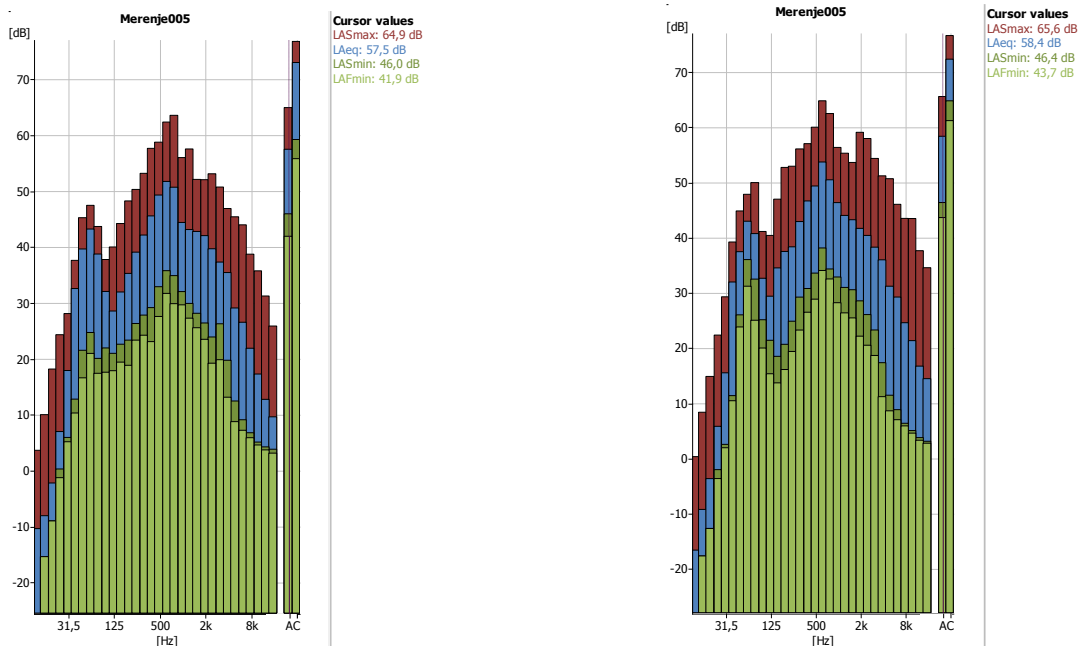 Merenje005
[dB]
70
60
50
40
30
20
10
0
-10
-20
31,5 125 500 2k 8k AC
[Hz]
Cursor values
LASmax: 64,9 dB
LAeq: 57,5 dB
LASmin: 46,0 dB
LAFmin: 41,9 dB
Merenje005
[dB]
70
60
50
40
30
20
10
0
-10
-20
31,5 125 500 2k 8k AC
[Hz]
Cursor values
LASmax: 65,6 dB
LAeq: 58,4 dB
LASmin: 46,4 dB
LAFmin: 43,7 dB